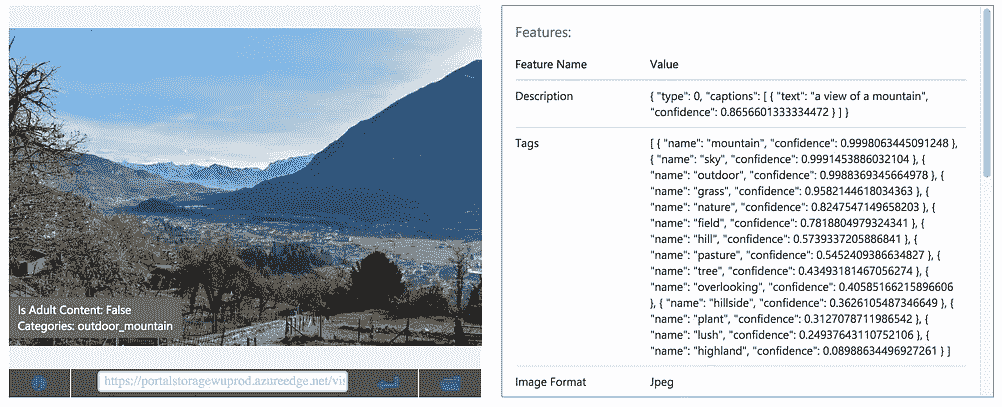 Is Adult Content: False
Categories: outdoor_mountain
https://portalstoragewuprod.azureedge.net/vis
Features:
Feature Name Value
Description { "type": 0, "captions": [ { "text": "a view of a mountain",
"confidence": 0.8656601333334472 } ] }
Tags [ { "name": "mountain", "confidence": 0.9998063445091248 },
{ "name": "sky", "confidence": 0.9991453886032104 }, {
"name": "outdoor", "confidence": 0.9988369345664978 }, {
"name": "grass", "confidence": 0.9582144618034363 }, {
"name": "nature", "confidence": 0.8247547149658203 }, {
"name": "field", "confidence": 0.7818804979324341 }, {
"name": "hill", "confidence": 0.5739337205886841 }, {
"name": "pasture", "confidence": 0.5452409386634827 }, {
"name": "tree", "confidence": 0.43493181467056274 }, {
"name": "overlooking", "confidence": 0.40585166215896606
}, { "name": "hillside", "confidence": 0.3626105487346649 }, {
"name": "plant", "confidence": 0.3127078711986542 }, {
"name": "lush", "confidence": 0.24937643110752106 }, {
"name": "highland", "confidence": 0.08988634496927261 } ]
Image Format Jpeg